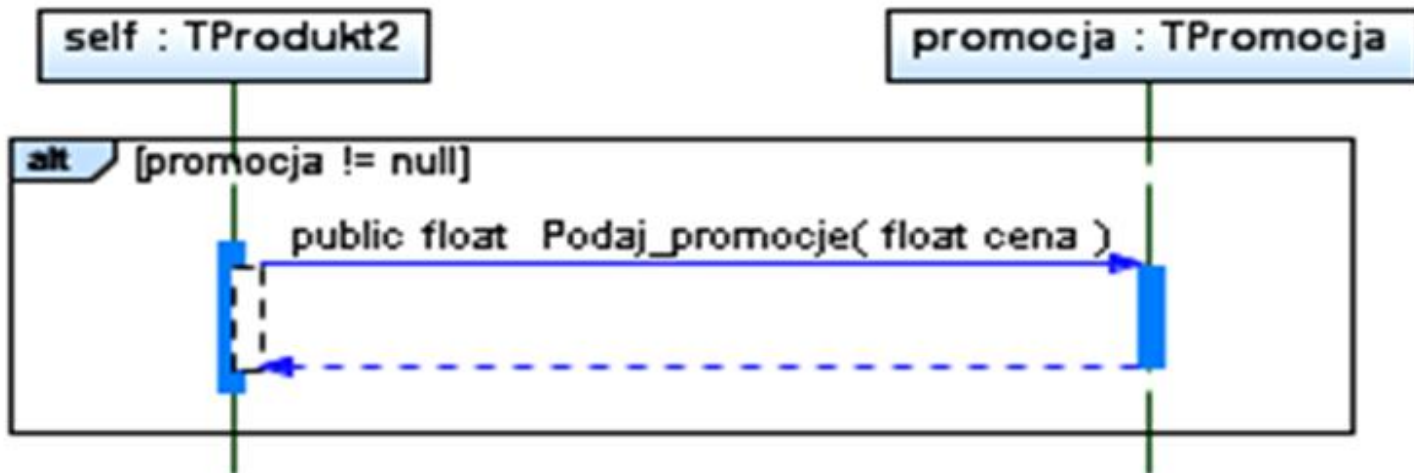 self : TProdukt2
promocja : TPromocja
alt [promocja != null]
public float Podaj_promocje( float cena )